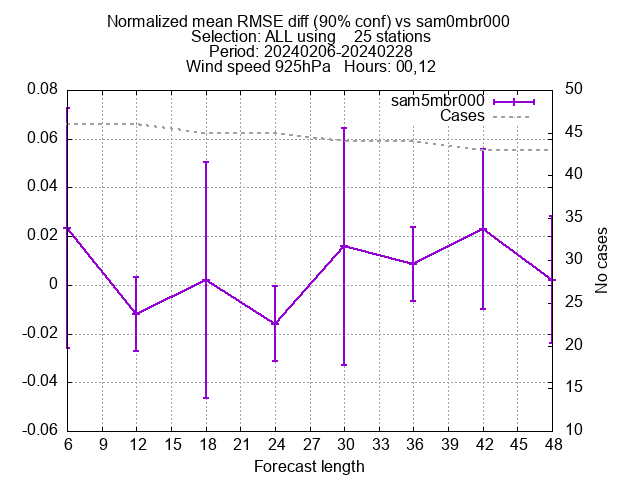 Normalized mean RMSE diff (90% conf) vs sam0mbr000
Selection: ALL using    25 stations
Period: 20240206-20240228
Wind speed 925hPa   Hours: 00,12
sam5mbr000
Cases
0.08
0.06
0.04
0.02
0
-0.02
-0.04
-0.06
50
45
40
35
30
25
20
15
10
No cases
6 9 12 15 18 21 24 27 30 33 36 39 42 45 48
Forecast length